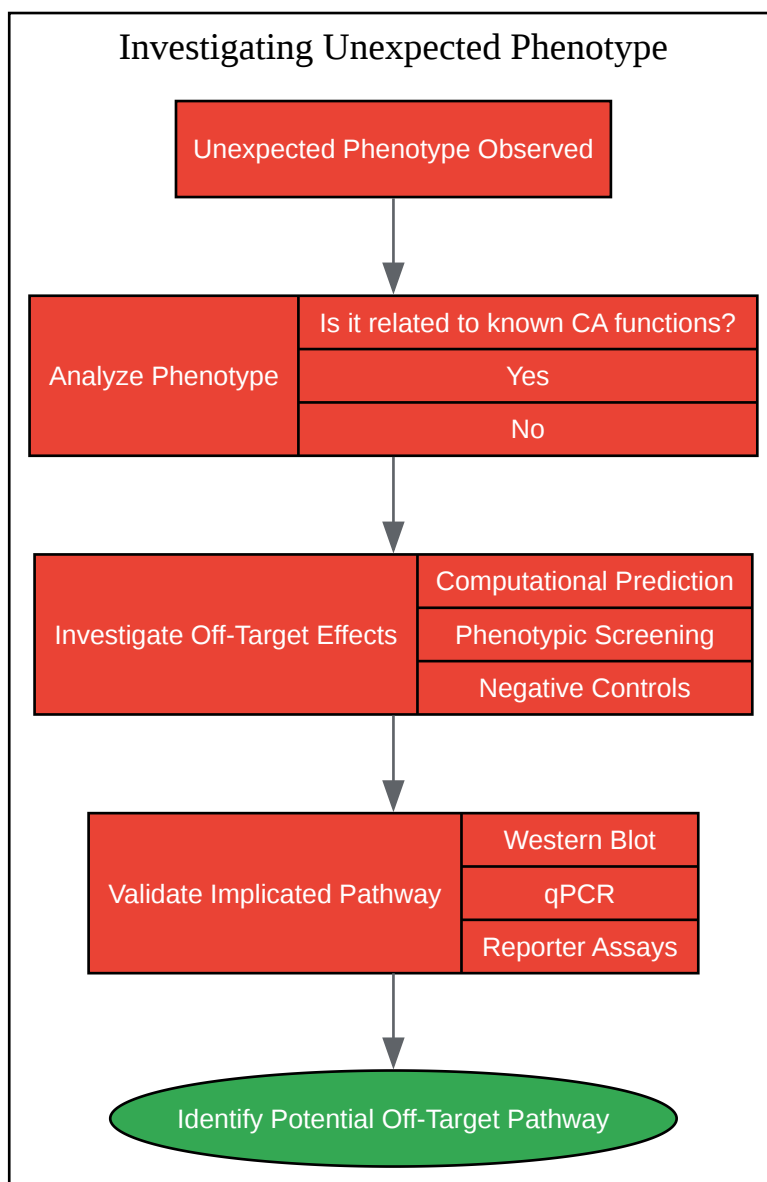 Investigating Unexpected Phenotype
Unexpected Phenotype Observed
Analyze Phenotype
Is it related to known CA functions?
Yes
No
Investigate Off-Target Effects
Computational Prediction
Phenotypic Screening
Negative Controls
Validate Implicated Pathway
Western Blot
qPCR
Reporter Assays
Identify Potential Off-Target Pathway